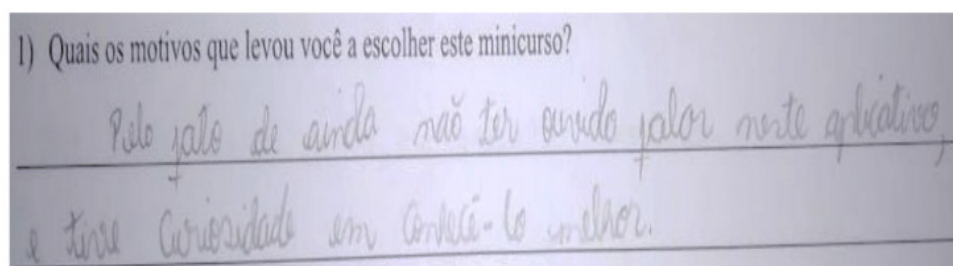 1) Quais os motivos que levou você a escolher este minicurso?
Pelo fato de ainda não ter ouvido falar neste aplicativo,
e tive curiosidade em conhecê-lo melhor.